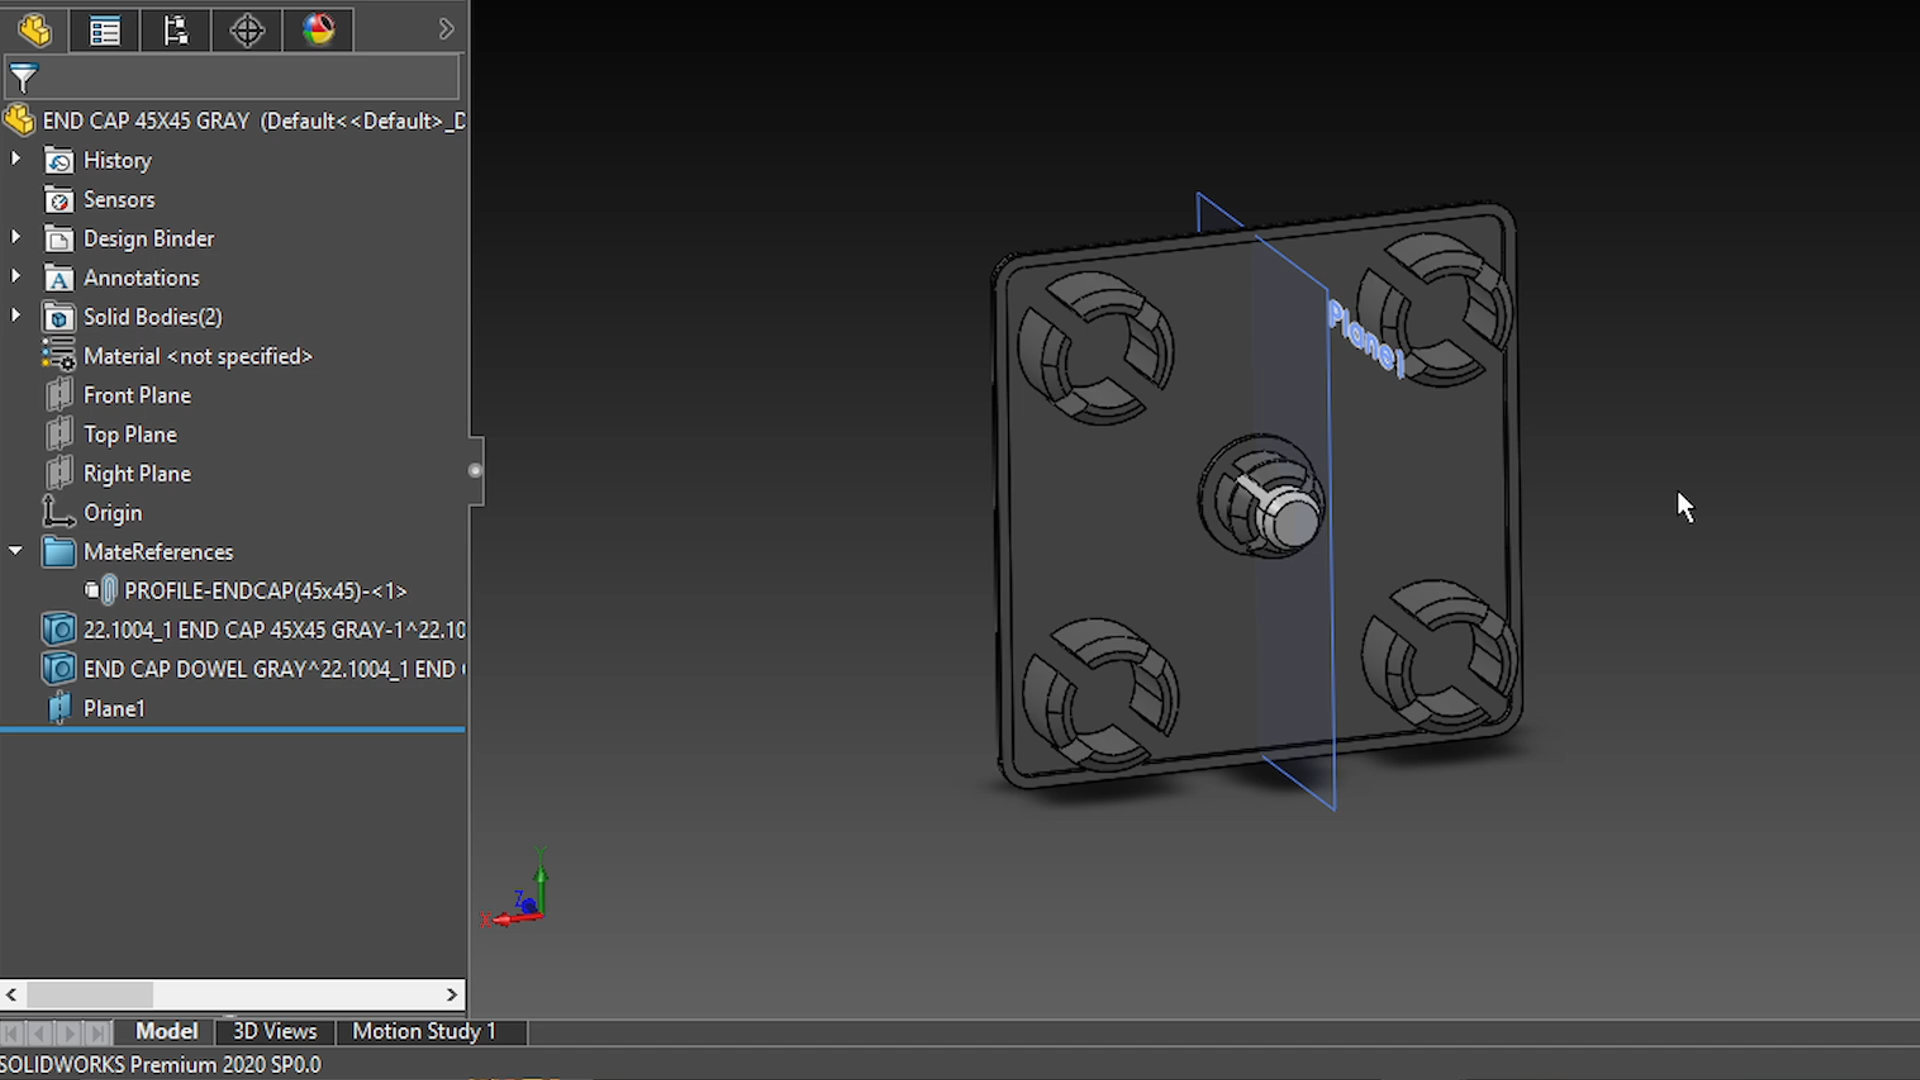 END CAP 45X45 GRAY (Default<<Default>_D
History
Sensors
Design Binder
A Annotations
Solid Bodies(2)
Material <not specified>
Front Plane
Top Plane
Right Plane
Origin
MateReferences
PROFILE-ENDCAP(45x45)-<1>
22.1004_1 END CAP 45X45 GRAY-1^22.10
END CAP DOWEL GRAY^22.1004_1 END
Plane1
Plane1
Y
Z
X
Model
3D Views
Motion Study 1
SOLIDWORKS Premium 2020 SP0.0